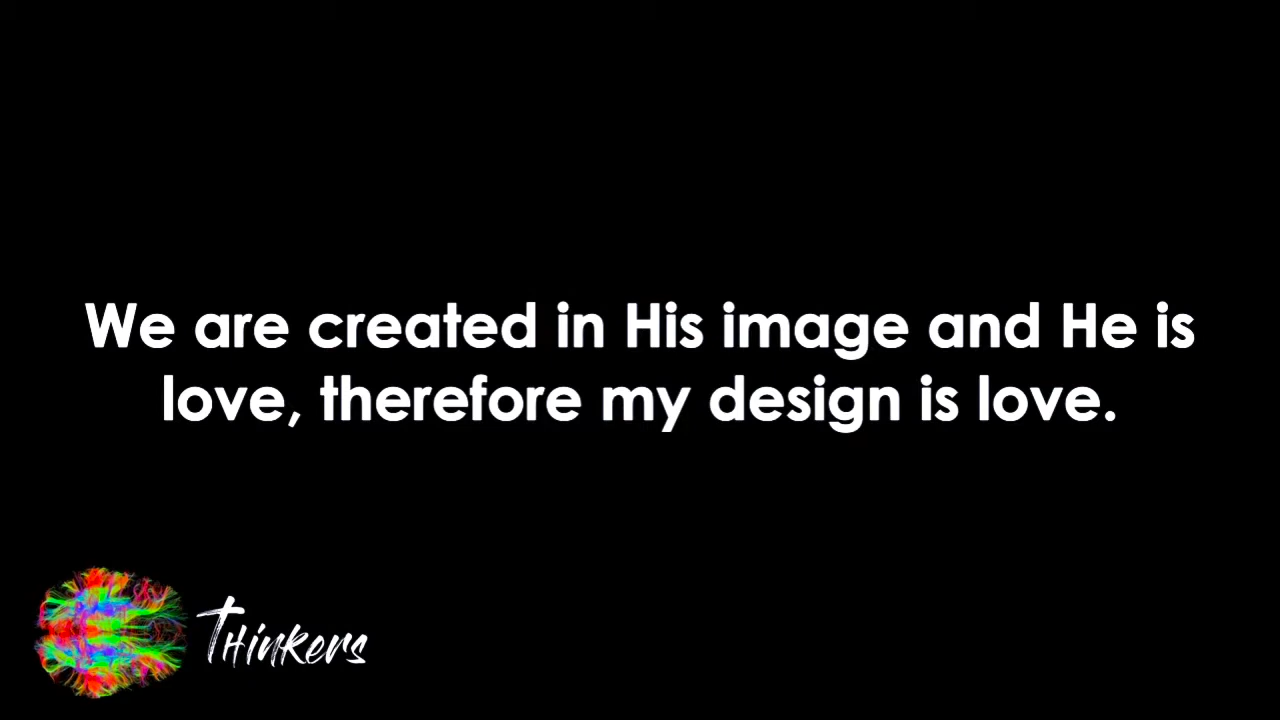 We are created in His image and He is
love, therefore my design is love.
THinkers